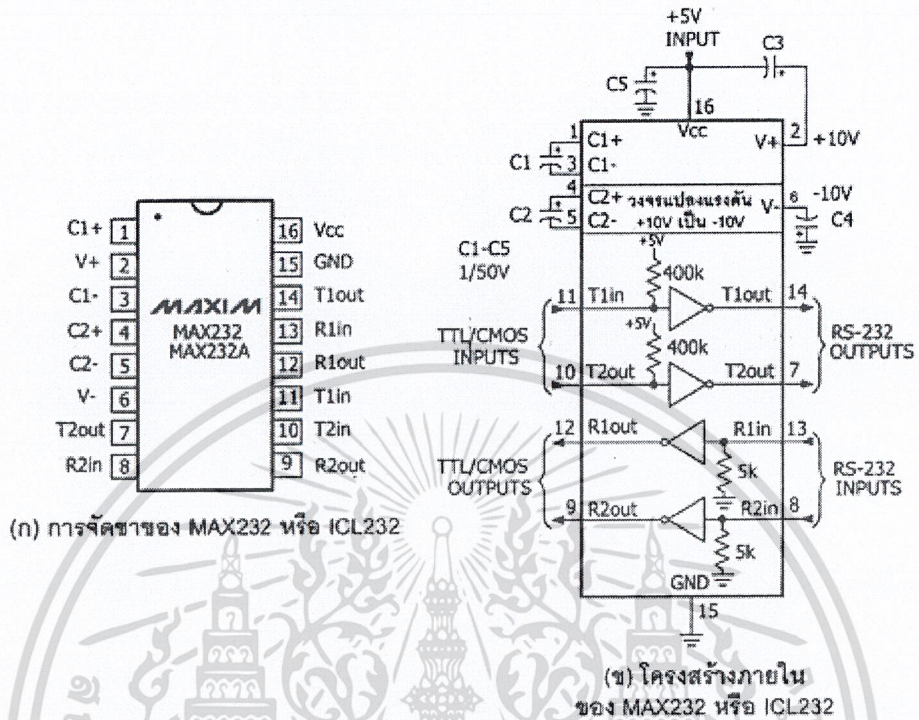 C1+ 1
V+ 2
C1- 3
C2+ 4
C2- 5
V- 6
T2out 7
R2in 8
MAXIM
MAX232
MAX232A
16 Vcc
15 GND
14 T1out
13 R1in
12 R1out
11 T1in
10 T2in
9 R2out
(ก) การจัดขาของ MAX232 หรือ ICL232
+5V
INPUT
C3
C5
16
Vcc
1 C1+
V+ 2 +10V
C1 3 C1-
4 C2+ วงจรแปลงแรงดัน V- 6 -10V
C2 5 C2- +10V เป็น -10V C4
C1-C5
1/50V
+5V
400k
11 T1in T1out 14
TTL/CMOS
INPUTS
+5V
400k
RS-232
OUTPUTS
10 T2out T2out 7
12 R1out R1in 13
5k
TTL/CMOS
OUTPUTS
RS-232
INPUTS
9 R2out R2in 8
5k
GND
15
(ข) โครงสร้างภายใน
ของ MAX232 หรือ ICL232